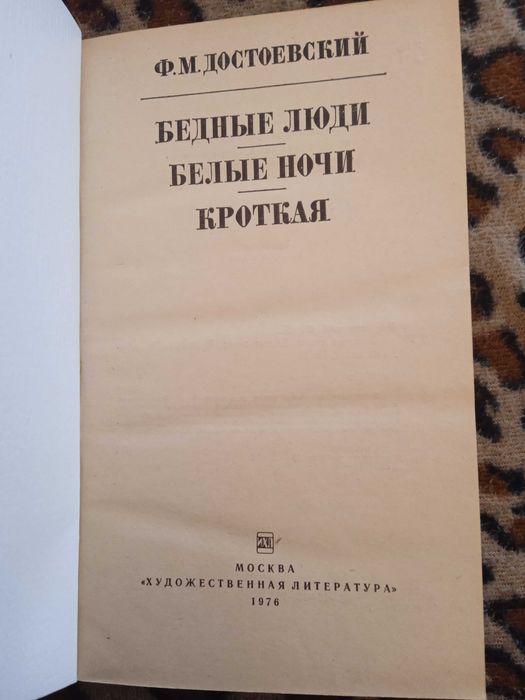 Ф.М.ДОСТОЕВСКИЙ
БЕДНЫЕ ЛЮДИ
БЕЛЫЕ НОЧИ
КРОТКАЯ
МОСКВА
«ХУДОЖЕСТВЕННАЯ ЛИТЕРАТУРА»
1976